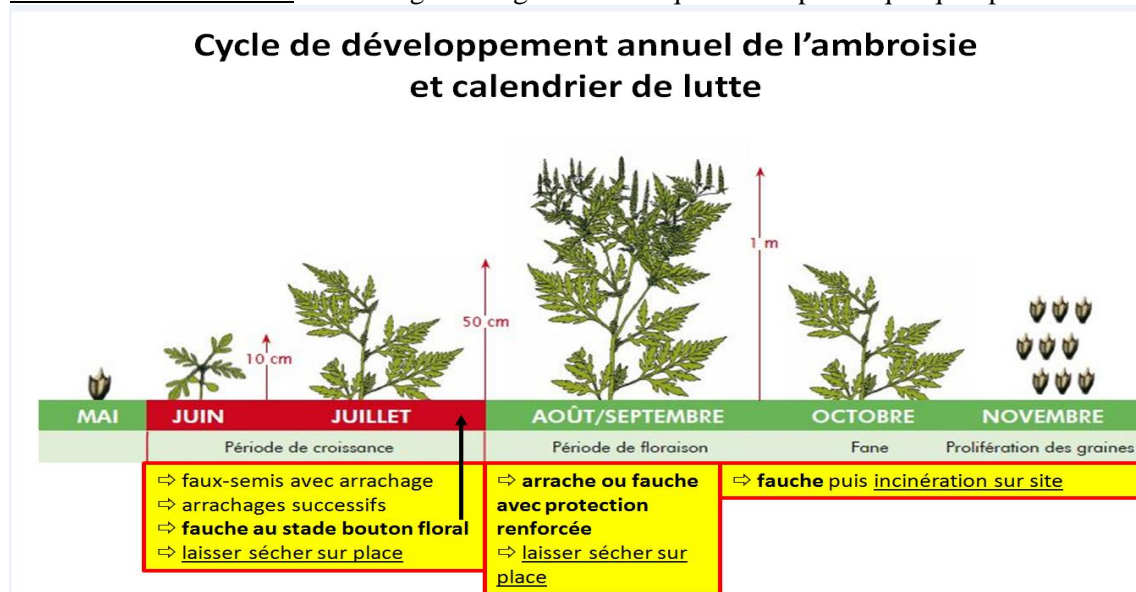 Cycle de développement annuel de l’ambroisie
et calendrier de lutte
10 cm
50 cm
1 m
MAI JUIN JUILLET AOÛT/SEPTEMBRE OCTOBRE NOVEMBRE
Période de croissance Période de floraison Fane Prolifération des graines
⇨ faux-semis avec arrachage
⇨ arrachages successifs
⇨ fauche au stade bouton floral
⇨ laisser sécher sur place
⇨ arrache ou fauche
avec protection
renforcée
⇨ laisser sécher sur
place
⇨ fauche puis incinération sur site